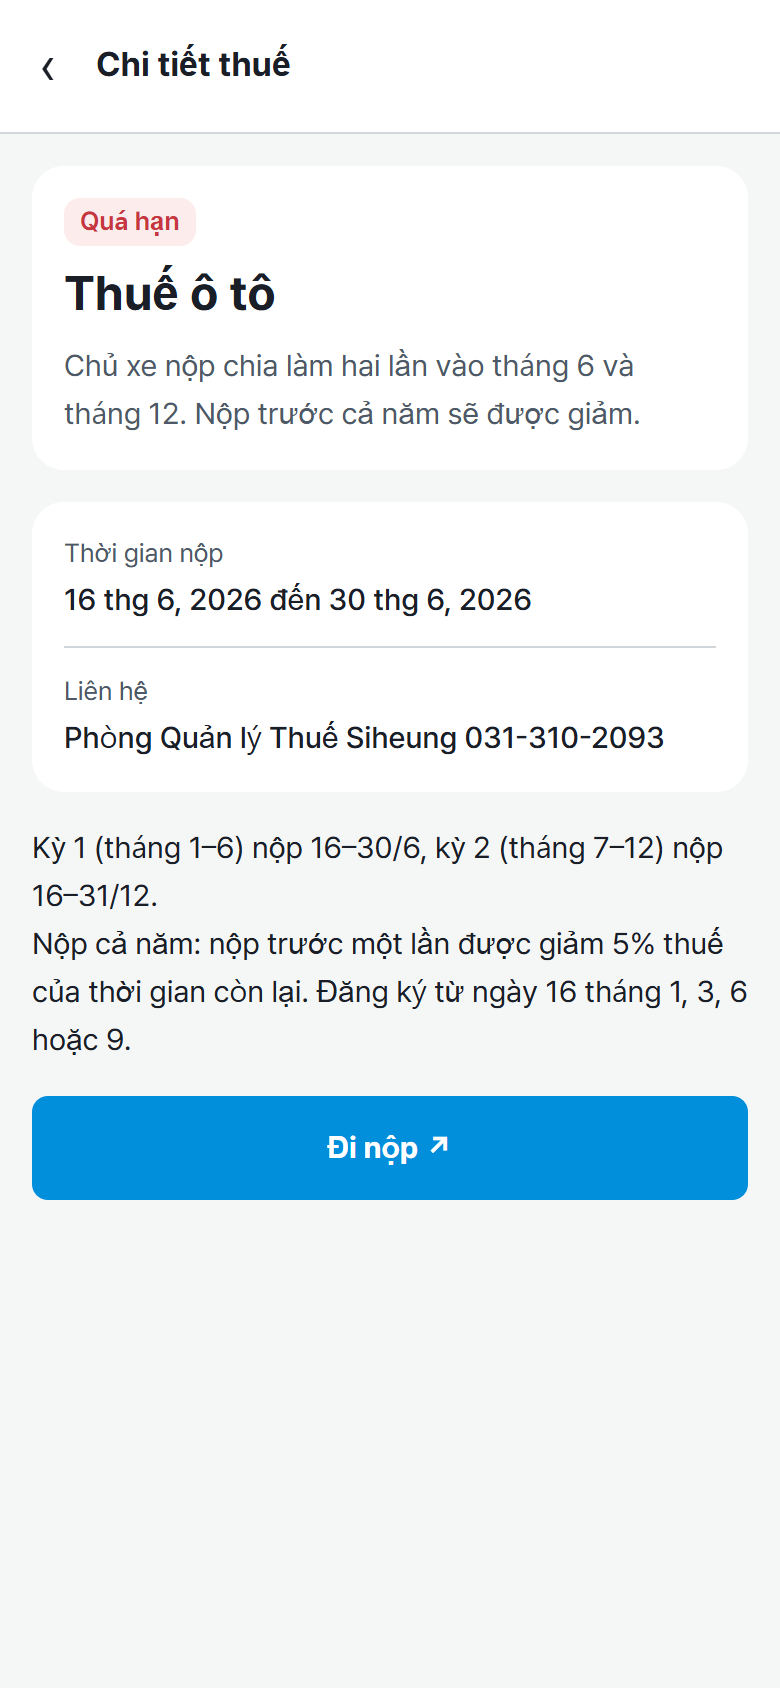 Chi tiết thuế
Quá hạn
Thuế ô tô
Chủ xe nộp chia làm hai lần vào tháng 6 và
tháng 12. Nộp trước cả năm sẽ được giảm.
Thời gian nộp
16 thg 6, 2026 đến 30 thg 6, 2026
Liên hệ
Phòng Quản lý Thuế Siheung 031-310-2093
Kỳ 1 (tháng 1–6) nộp 16–30/6, kỳ 2 (tháng 7–12) nộp
16–31/12.
Nộp cả năm: nộp trước một lần được giảm 5% thuế
của thời gian còn lại. Đăng ký từ ngày 16 tháng 1, 3, 6
hoặc 9.
Đi nộp ↗